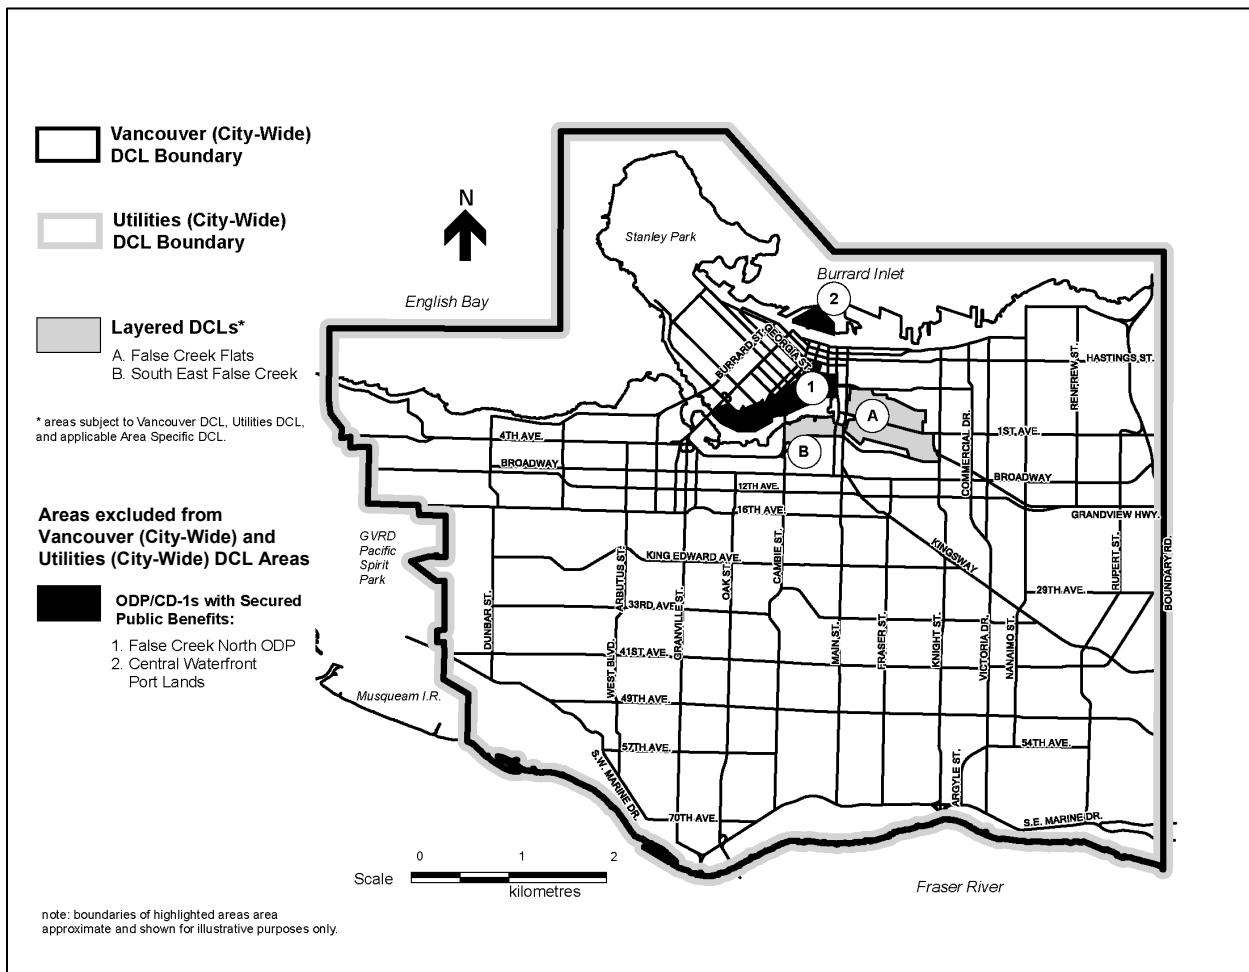 Vancouver (City-Wide)
DCL Boundary
Utilities (City-Wide)
DCL Boundary
Layered DCLs*
A. False Creek Flats
B. South East False Creek
* areas subject to Vancouver DCL, Utilities DCL,
and applicable Area Specific DCL.
Areas excluded from
Vancouver (City-Wide) and
Utilities (City-Wide) DCL Areas
ODP/CD-1s with Secured
Public Benefits:
1. False Creek North ODP
2. Central Waterfront
Port Lands
N
Stanley Park
English Bay
Burrard Inlet
2
1
A
B
BURRARD ST.
GEORGIA ST.
HASTINGS ST.
RENFREW ST.
COMMERCIAL DR.
4TH AVE.
1ST AVE.
BROADWAY
BROADWAY
12TH AVE.
16TH AVE.
GRANDVIEW HWY.
GVRD
Pacific
Spirit
Park
KING EDWARD AVE.
KINGSWAY
ARBUTUS ST.
OAK ST.
CAMBIE ST.
RUPERT ST.
BOUNDARY RD.
29TH AVE.
33RD AVE.
DUNBAR ST.
GRANVILLE ST.
MAIN ST.
FRASER ST.
KNIGHT ST.
VICTORIA DR.
NANAIMO ST.
41ST AVE.
WEST BLVD.
49TH AVE.
Musqueam I.R.
57TH AVE.
54TH AVE.
S.W. MARINE DR.
ARGYLE ST.
70TH AVE.
S.E. MARINE DR.
0 1 2
Scale
kilometres
Fraser River
note: boundaries of highlighted areas area
approximate and shown for illustrative purposes only.